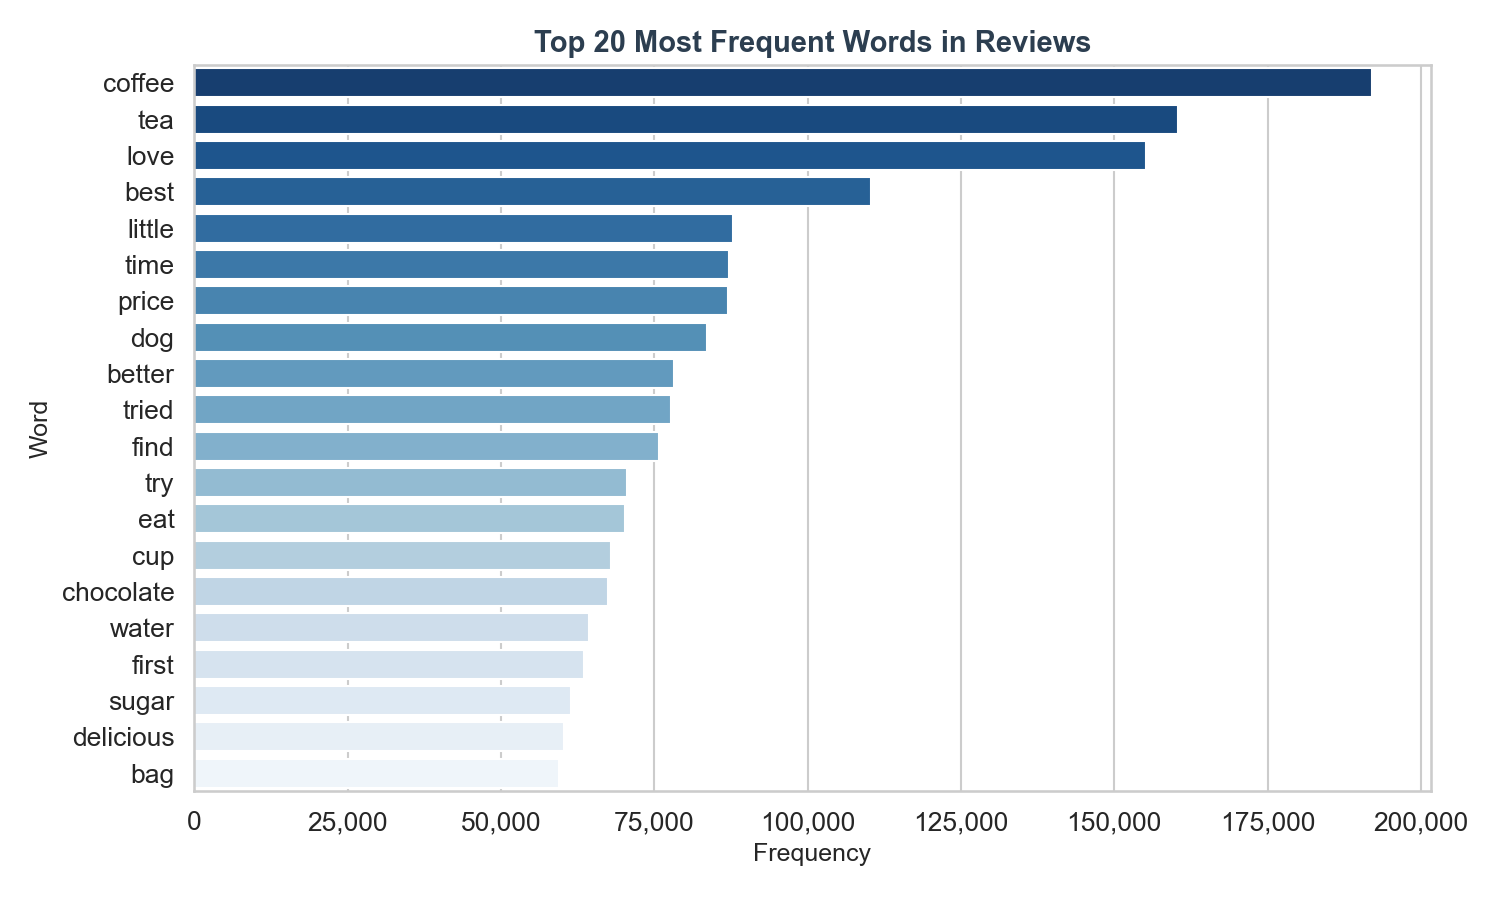 Top 20 Most Frequent Words in Reviews
coffee
tea
love
best
little
time
price
dog
better
tried
find
try
eat
cup
chocolate
water
first
sugar
delicious
bag
Word
0 25,000 50,000 75,000 100,000 125,000 150,000 175,000 200,000
Frequency